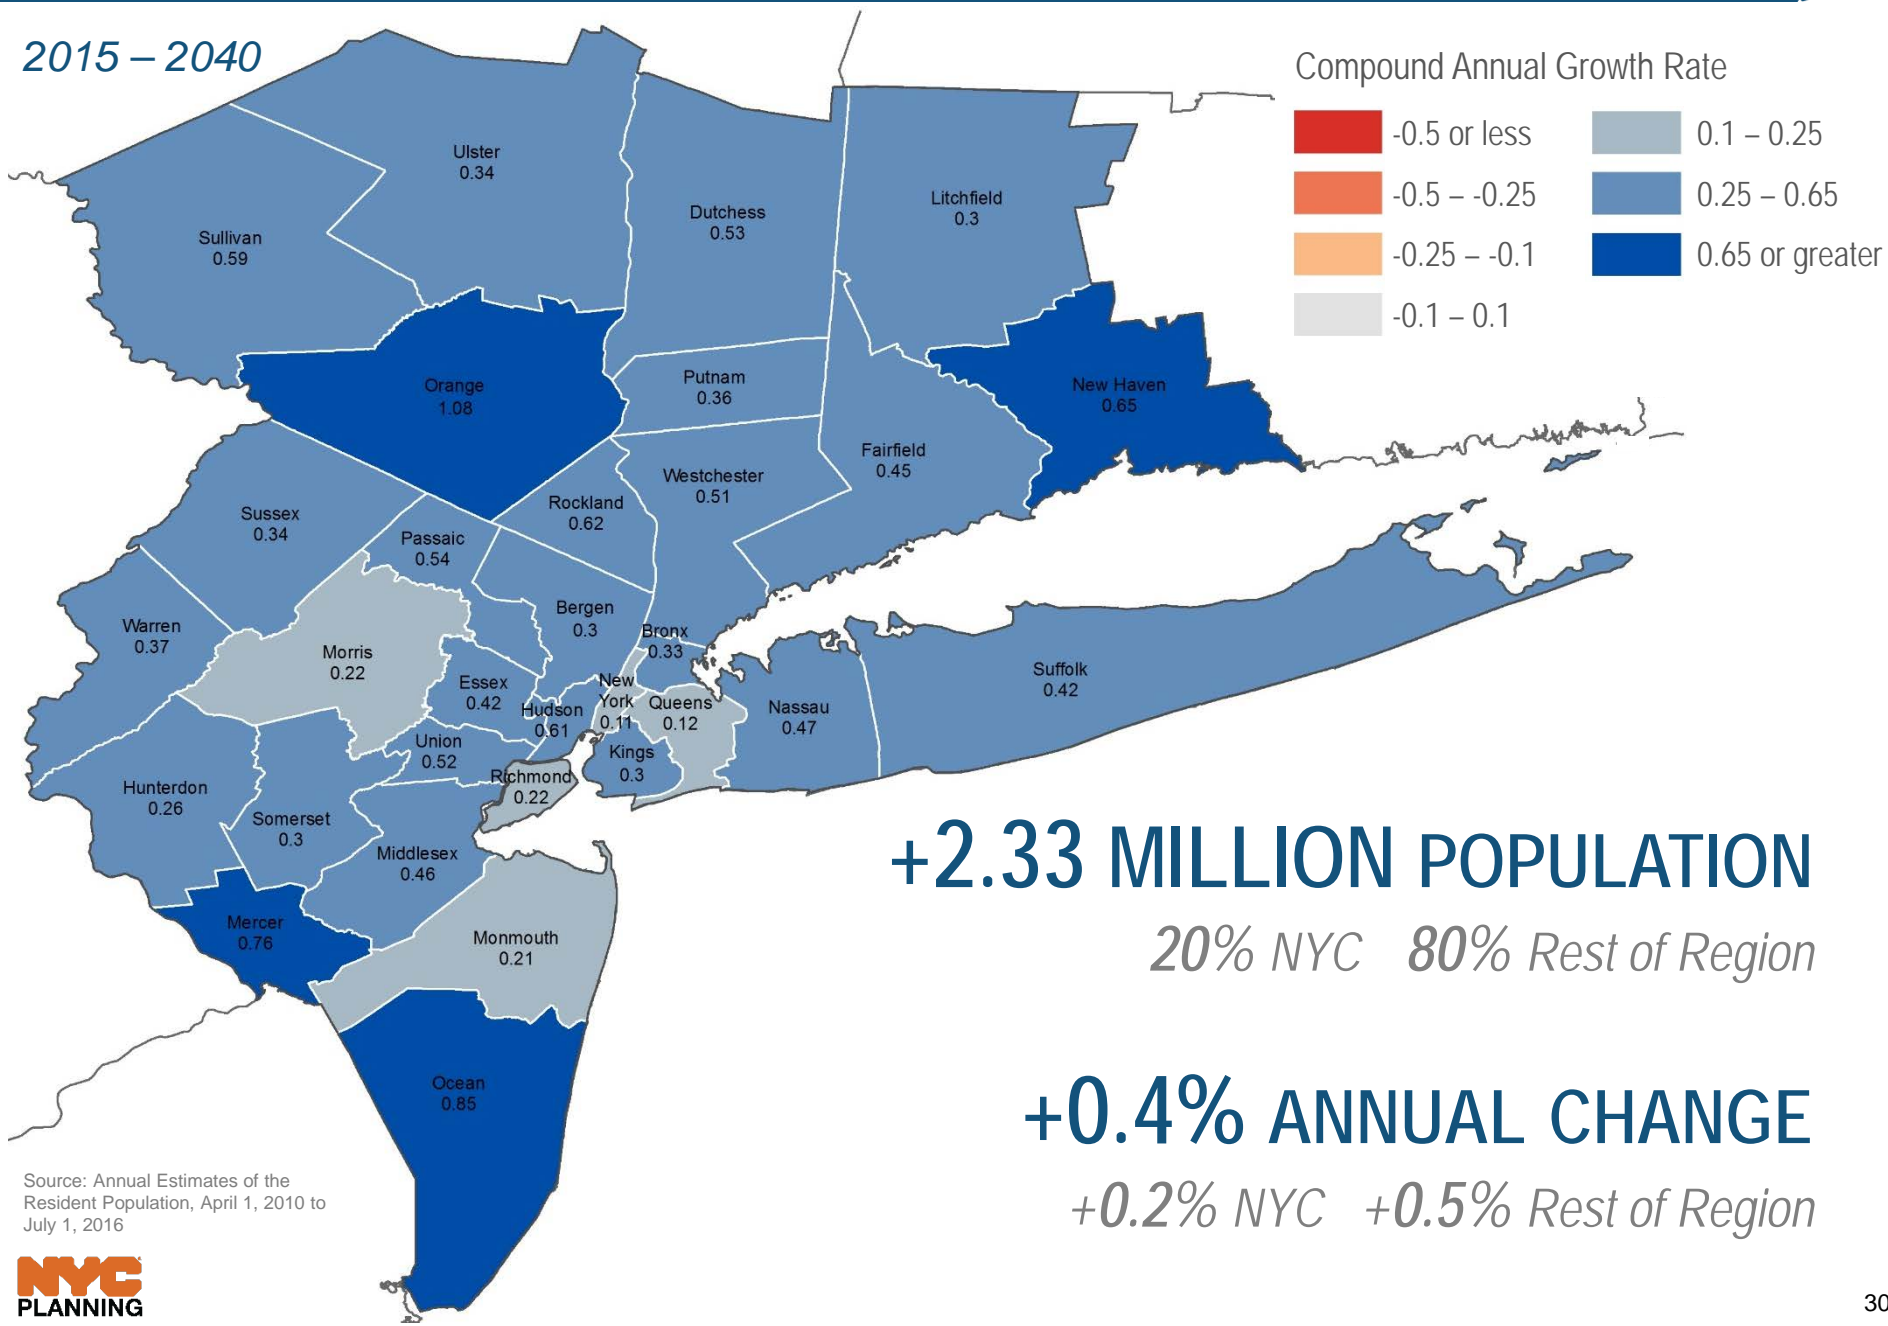 2015 – 2040
Compound Annual Growth Rate
-0.5 or less
-0.5 – -0.25
-0.25 – -0.1
-0.1 – 0.1
0.1 – 0.25
0.25 – 0.65
0.65 or greater
Ulster
0.34
Sullivan
0.59
Dutchess
0.53
Litchfield
0.3
Orange
1.08
Putnam
0.36
New Haven
0.65
Fairfield
0.45
Westchester
0.51
Rockland
0.62
Sussex
0.34
Passaic
0.54
Bergen
0.3
Warren
0.37
Morris
0.22
Bronx
0.33
Essex
0.42
Hudson
0.61
New
York
0.11
Queens
0.12
Nassau
0.47
Suffolk
0.42
Union
0.52
Kings
0.3
Richmond
0.22
Hunterdon
0.26
Somerset
0.3
Middlesex
0.46
Mercer
0.76
Monmouth
0.21
Ocean
0.85
+2.33 MILLION POPULATION
20% NYC 80% Rest of Region
+0.4% ANNUAL CHANGE
+0.2% NYC +0.5% Rest of Region
Source: Annual Estimates of the
Resident Population, April 1, 2010 to
July 1, 2016
NYC
PLANNING
30